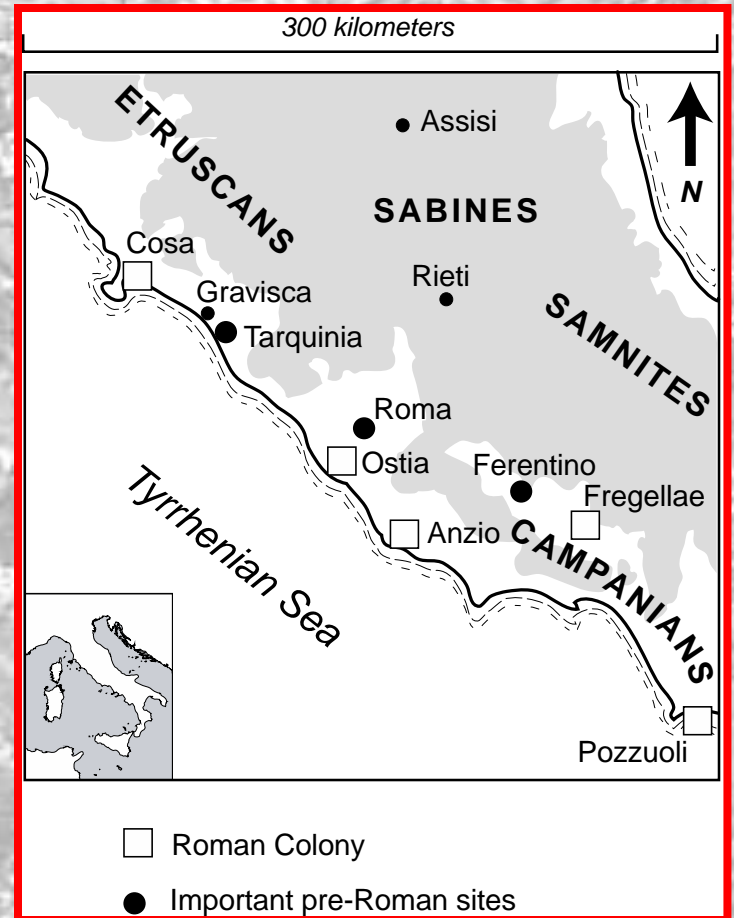 300 kilometers
ETRUSCANS
Assisi
N
SABINES
Cosa
Rieti
Gravisca
Tarquinia
SAMNITES
Roma
Ostia
Ferentino
Fregellae
Tyrrhenian Sea
Anzio
CAMPANIANS
Pozzuoli
Roman Colony
Important pre-Roman sites